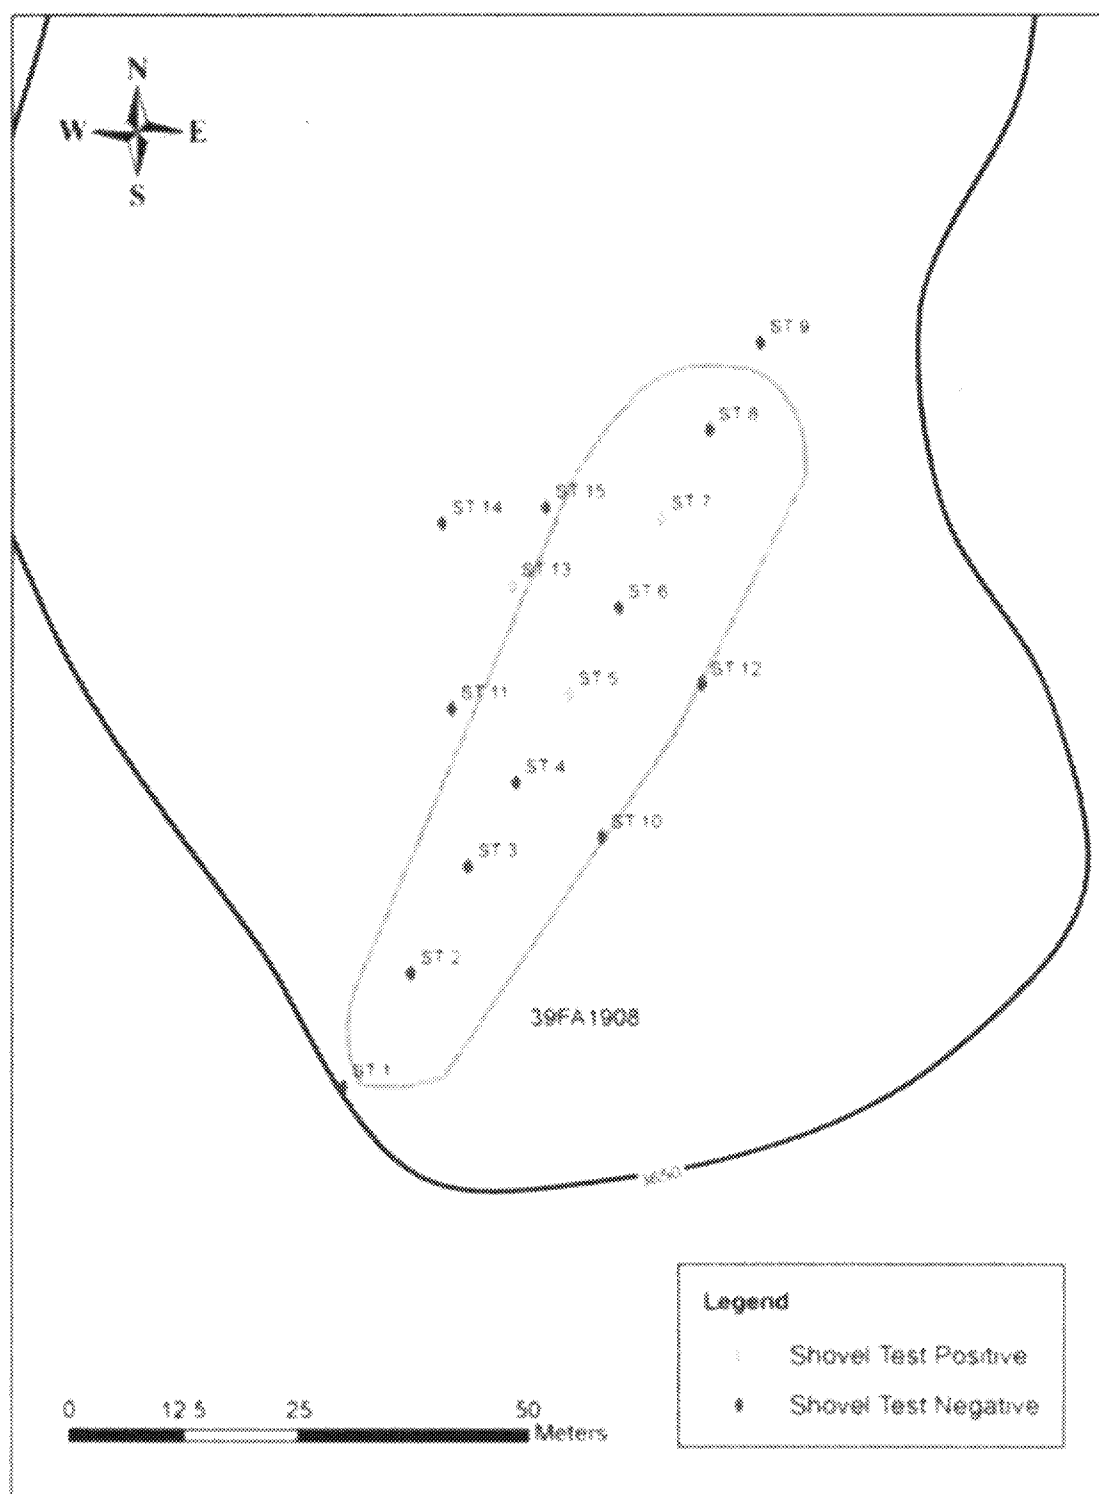 N
W E
S
ST 9
ST 8
ST 15
ST 14
ST 7
ST 13
ST 6
ST 12
ST 5
ST 11
ST 4
ST 10
ST 3
ST 2
39FA1908
ST 1
3650
Legend
Shovel Test Positive
Shovel Test Negative
0 12.5 25 50
Meters